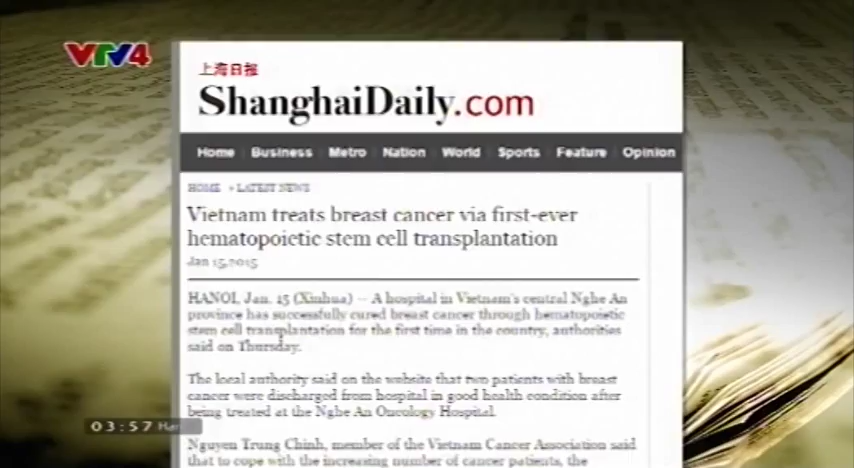 VTV4
上海日报
ShanghaiDaily.com
Home Business Metro Nation World Sports Feature Opinion
HOME » LATEST NEWS
Vietnam treats breast cancer via first-ever
hematopoietic stem cell transplantation
Jan 15,2015
HANOI, Jan. 15 (Xinhua) -- A hospital in Vietnam's central Nghe An
province has successfully cured breast cancer through hematopoietic
stem cell transplantation for the first time in the country, authorities
said on Thursday.
The local authority said on the website that two patients with breast
cancer were discharged from hospital in good health condition after
being treated at the Nghe An Oncology Hospital.
03:57
Nguyen Trung Chinh, member of the Vietnam Cancer Association said
that to cope with the increasing number of cancer patients, the